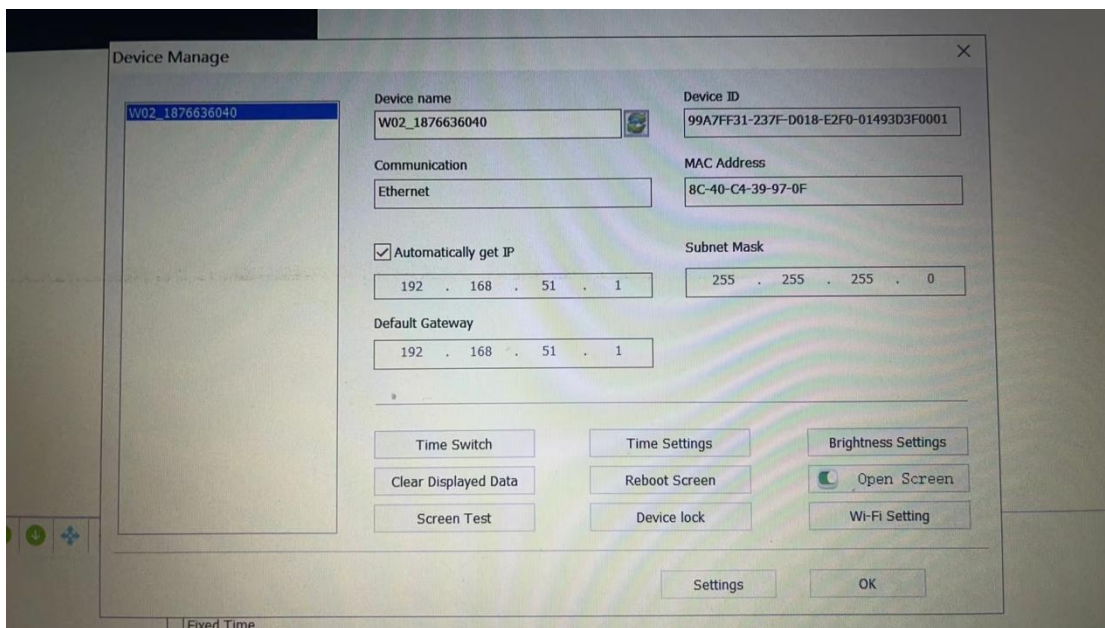 Device Manage
W02_1876636040
Device name
W02_1876636040
Device ID
99A7FF31-237F-D018-E2F0-01493D3F0001
Communication
Ethernet
MAC Address
8C-40-C4-39-97-0F
Automatically get IP
192 . 168 . 51 . 1
Subnet Mask
255 . 255 . 255 . 0
Default Gateway
192 . 168 . 51 . 1
Time Switch
Time Settings
Brightness Settings
Clear Displayed Data
Reboot Screen
Open Screen
Screen Test
Device lock
Wi-Fi Setting
Settings
OK
Fixed Time